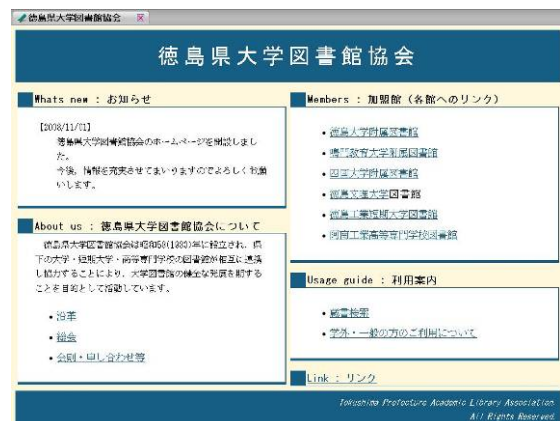 徳島県大学図書館協会
徳島県大学図書館協会
Whats new : お知らせ
【2008/11/01】
徳島県大学図書館協会のホームページを開設しまし
た。
今後、情報を充実させてまいりますのでよろしくお願
いします。
About us : 徳島県大学図書館協会について
徳島県大学図書館協会は昭和58(1983)年に設立され、県
下の大学・短期大学・高等専門学校の図書館が相互に連携
し協力することにより、大学図書館の健全な発展を期する
ことを目的として活動しています。
・沿革
・総会
・会則・申し合わせ等
Members : 加盟館（各館へのリンク）
・徳島大学附属図書館
・鳴門教育大学附属図書館
・四国大学附属図書館
・徳島文理大学図書館
・徳島工業短期大学図書館
・阿南工業高等専門学校図書館
Usage guide : 利用案内
・蔵書検索
・学外・一般の方のご利用について
Link : リンク
Tokushima Prefecture Academic Library Association
All Rights Reserved.